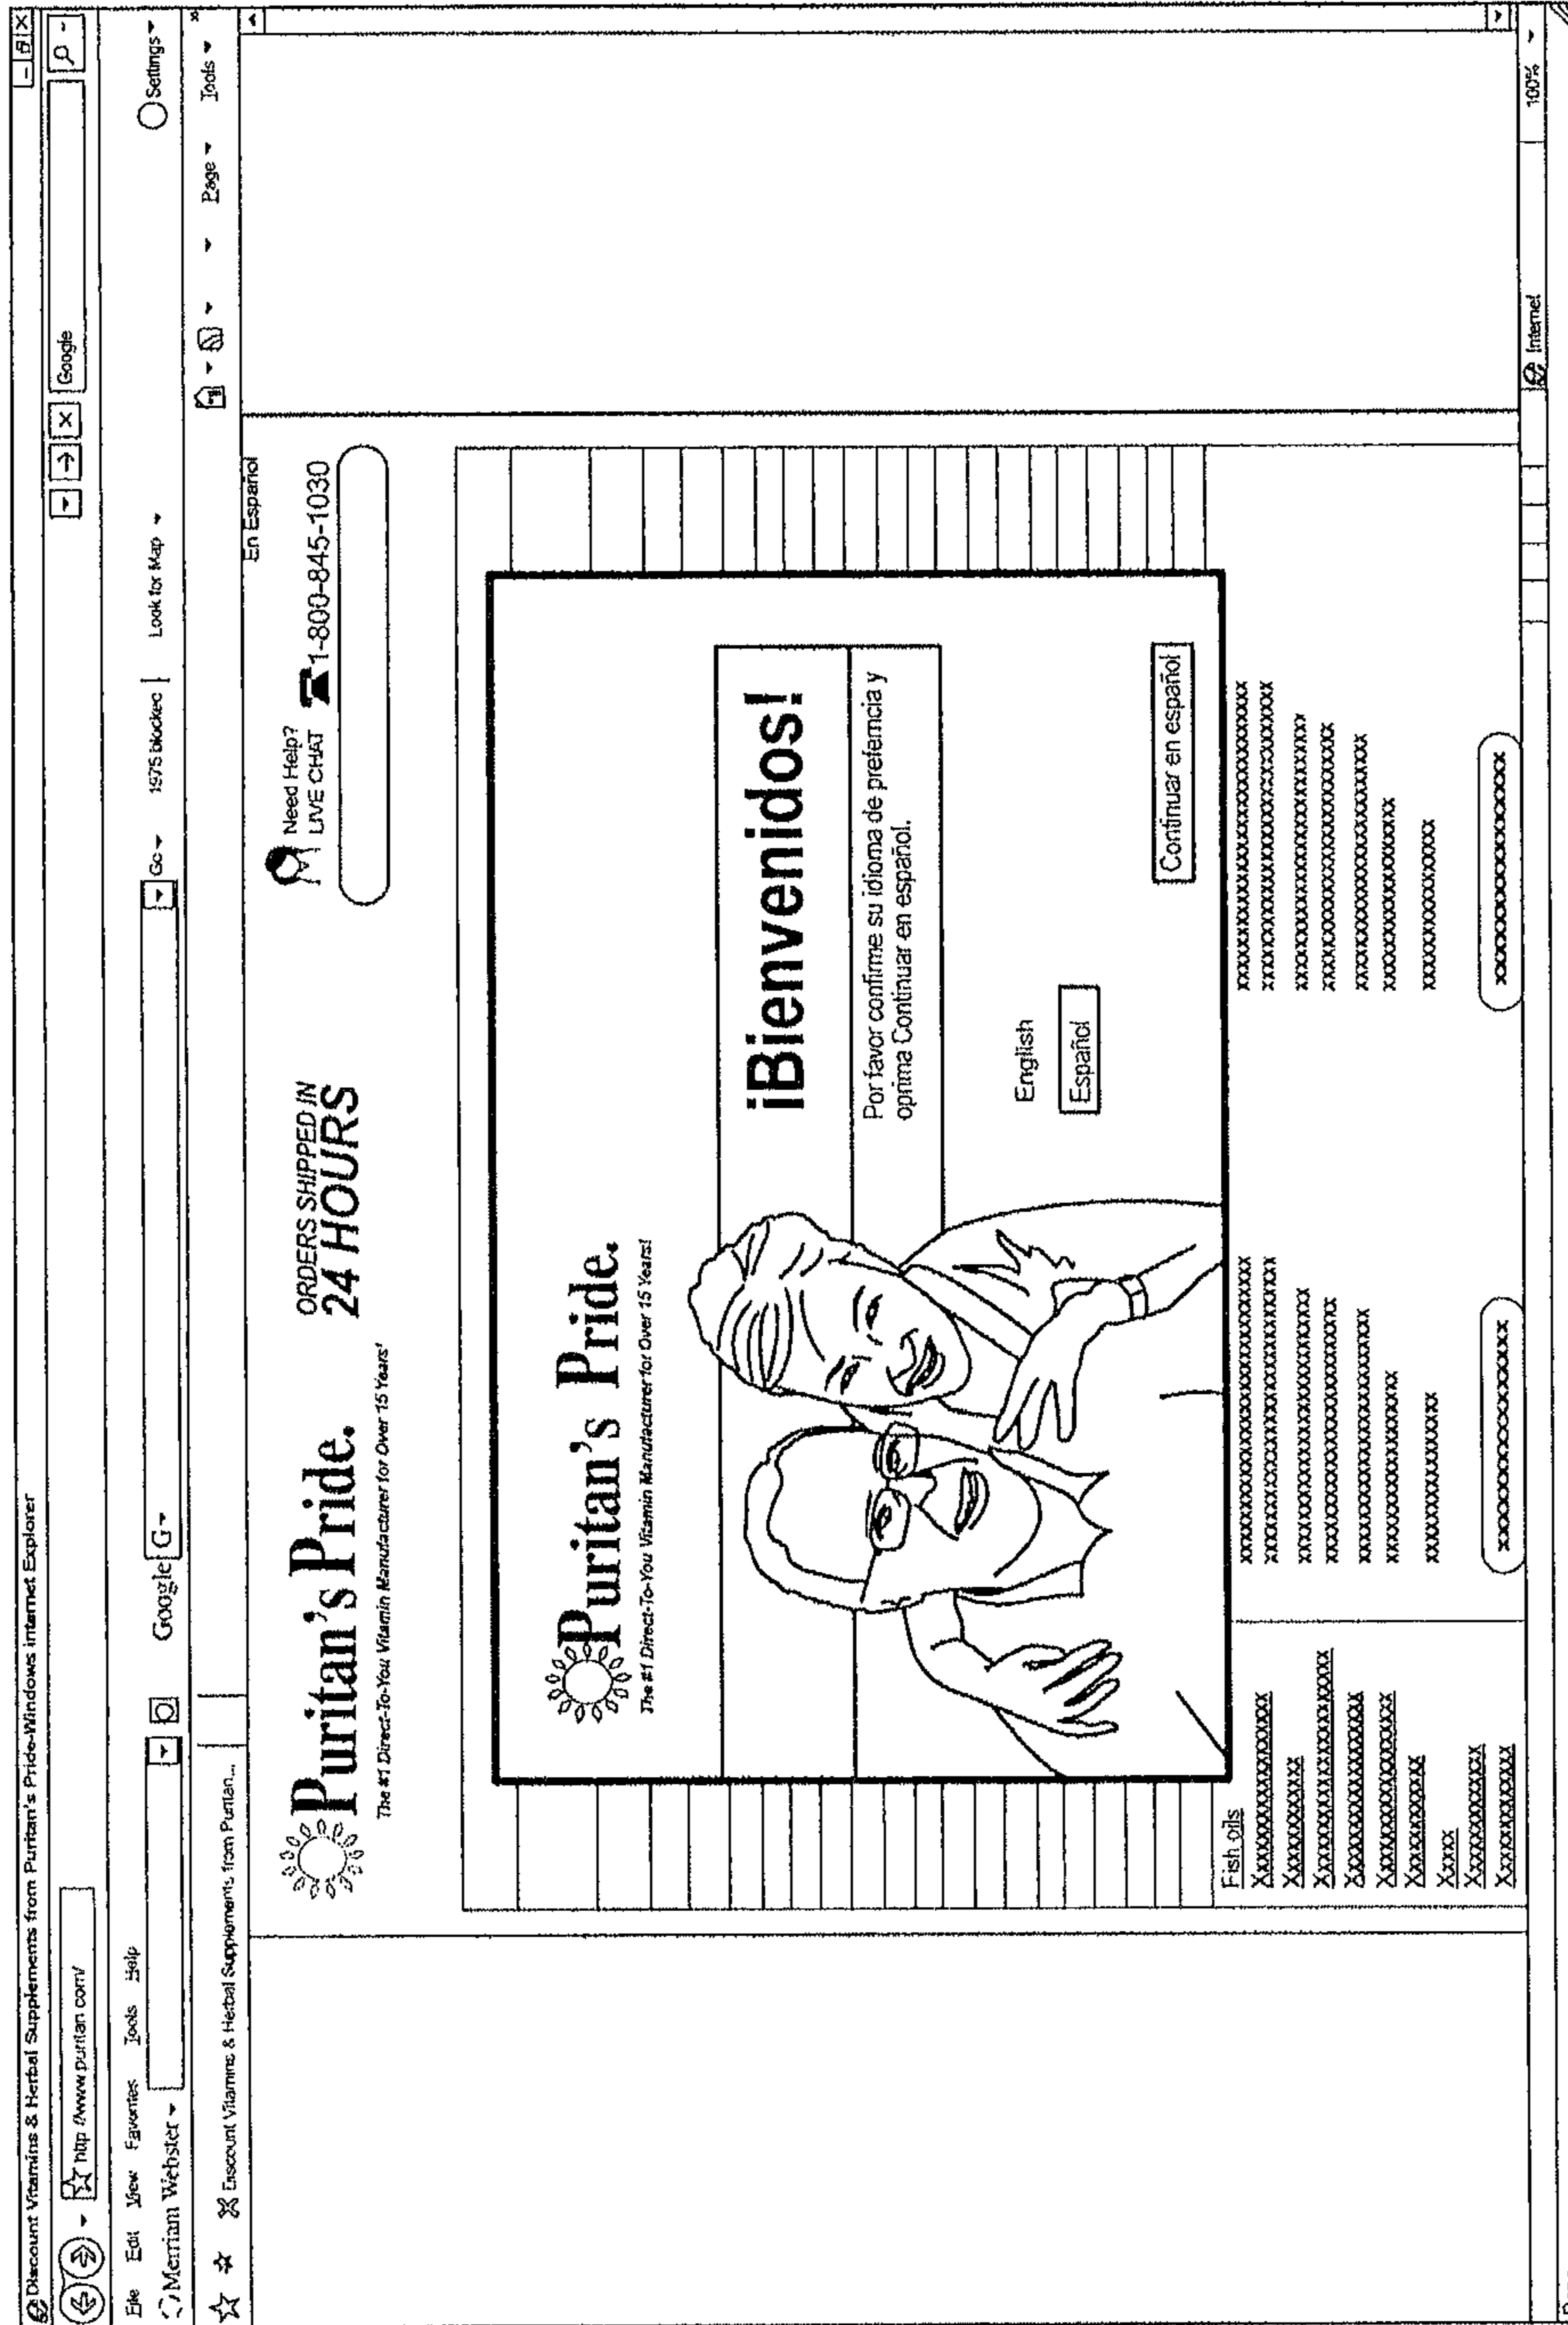 Discount Vitamins & Herbal Supplements from Puritan's Pride-Windows internet Explorer
http://www.puritan com/
Google
File Edit View Favorites Tools Help
Merriam Webster
Google G
Go
1975 blocked
Look for Map
Settings
Discount Vitamins & Herbal Supplements from Puritan...
Page
Tools
En Español
Puritan's Pride.
The #1 Direct-To-You Vitamin Manufacturer for Over 15 Years!
ORDERS SHIPPED IN
24 HOURS
Need Help?
LIVE CHAT
1-800-845-1030
Puritan's Pride.
The #1 Direct-To-You Vitamin Manufacturer for Over 15 Years!
¡Bienvenidos!
Por favor confirme su idioma de prefemcia y
oprima Continuar en español.
English
Español
Continuar en español
Fish oils
Internet
100%